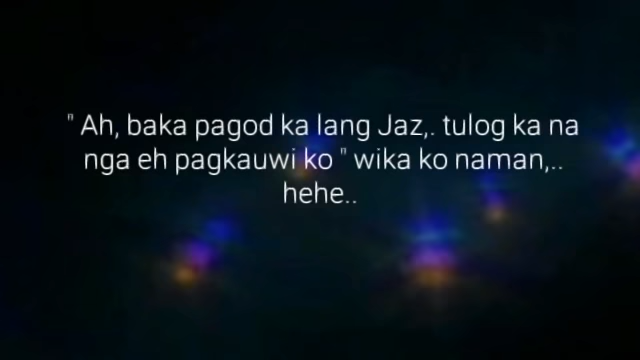 " Ah, baka pagod ka lang Jaz,. tulog ka na
nga eh pagkauwi ko " wika ko naman,..
hehe..